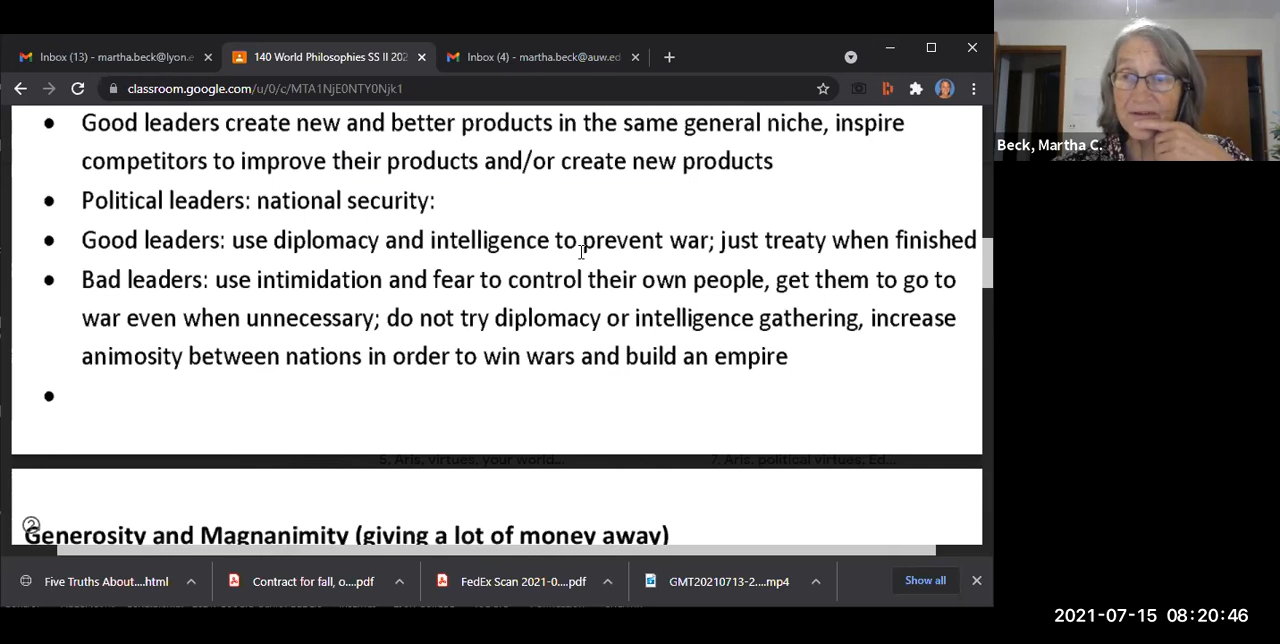 Inbox (13) - martha.beck@lyon.e
140 World Philosophies SS II 202
Inbox (4) - martha.beck@auw.ed
classroom.google.com/u/0/c/MTA1NjE0NTY0Njk1
Good leaders create new and better products in the same general niche, inspire
competitors to improve their products and/or create new products
Political leaders: national security:
Good leaders: use diplomacy and intelligence to prevent war; just treaty when finished
Bad leaders: use intimidation and fear to control their own people, get them to go to
war even when unnecessary; do not try diplomacy or intelligence gathering, increase
animosity between nations in order to win wars and build an empire
5. Aris, virtues, your world...
7. Aris, political virtues, Ed...
2
Generosity and Magnanimity (giving a lot of money away)
Five Truths About....html
Contract for fall, o....pdf
FedEx Scan 2021-0....pdf
GMT20210713-2....mp4
Show all
Beck, Martha C.
2021-07-15 08:20:46